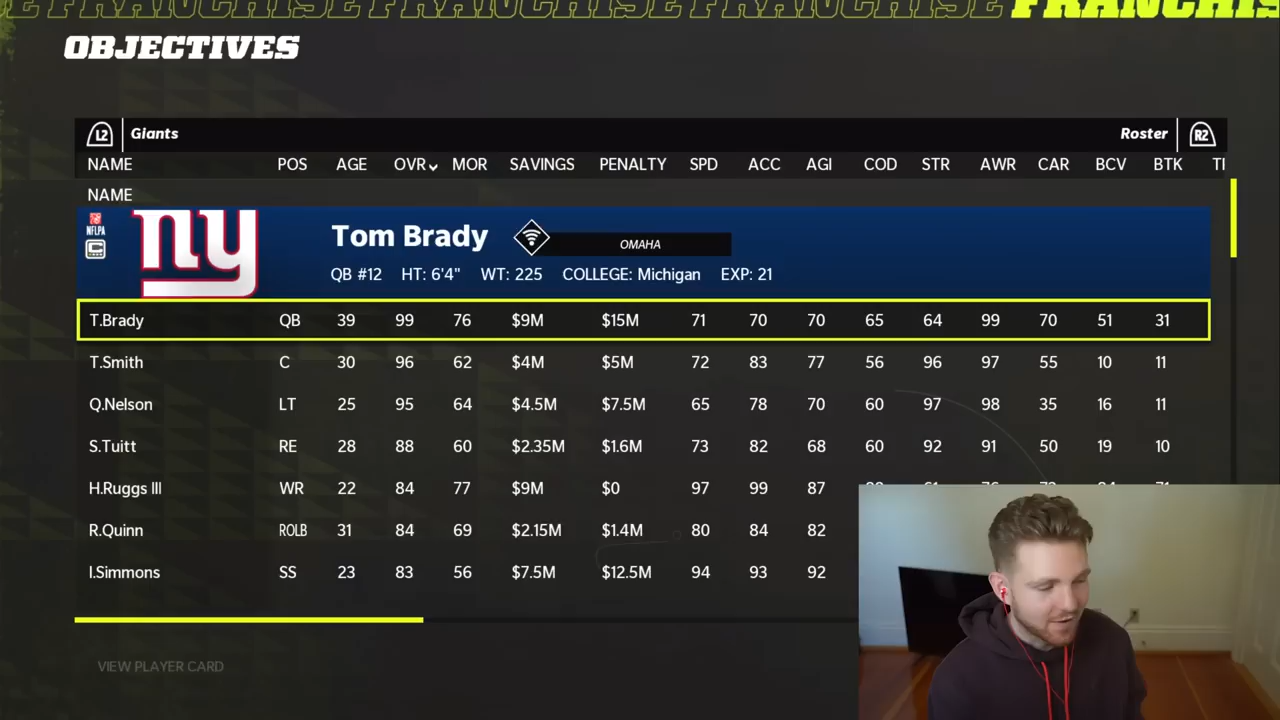 FRANCHISE FRANCHISE FRANCHISE FRANCHIS
OBJECTIVES
L2 Giants Roster R2
NAME POS AGE OVR MOR SAVINGS PENALTY SPD ACC AGI COD STR AWR CAR BCV BTK
NAME
NFLPA
C
ny
Tom Brady OMAHA
QB #12 HT: 6'4" WT: 225 COLLEGE: Michigan EXP: 21
T.Brady QB 39 99 76 $9M $15M 71 70 70 65 64 99 70 51 31
T.Smith C 30 96 62 $4M $5M 72 83 77 56 96 97 55 10 11
Q.Nelson LT 25 95 64 $4.5M $7.5M 65 78 70 60 97 98 35 16 11
S.Tuitt RE 28 88 60 $2.35M $1.6M 73 82 68 60 92 91 50 19 10
H.Ruggs III WR 22 84 77 $9M $0 97 99 87
R.Quinn ROLB 31 84 69 $2.15M $1.4M 80 84 82
I.Simmons SS 23 83 56 $7.5M $12.5M 94 93 92
VIEW PLAYER CARD